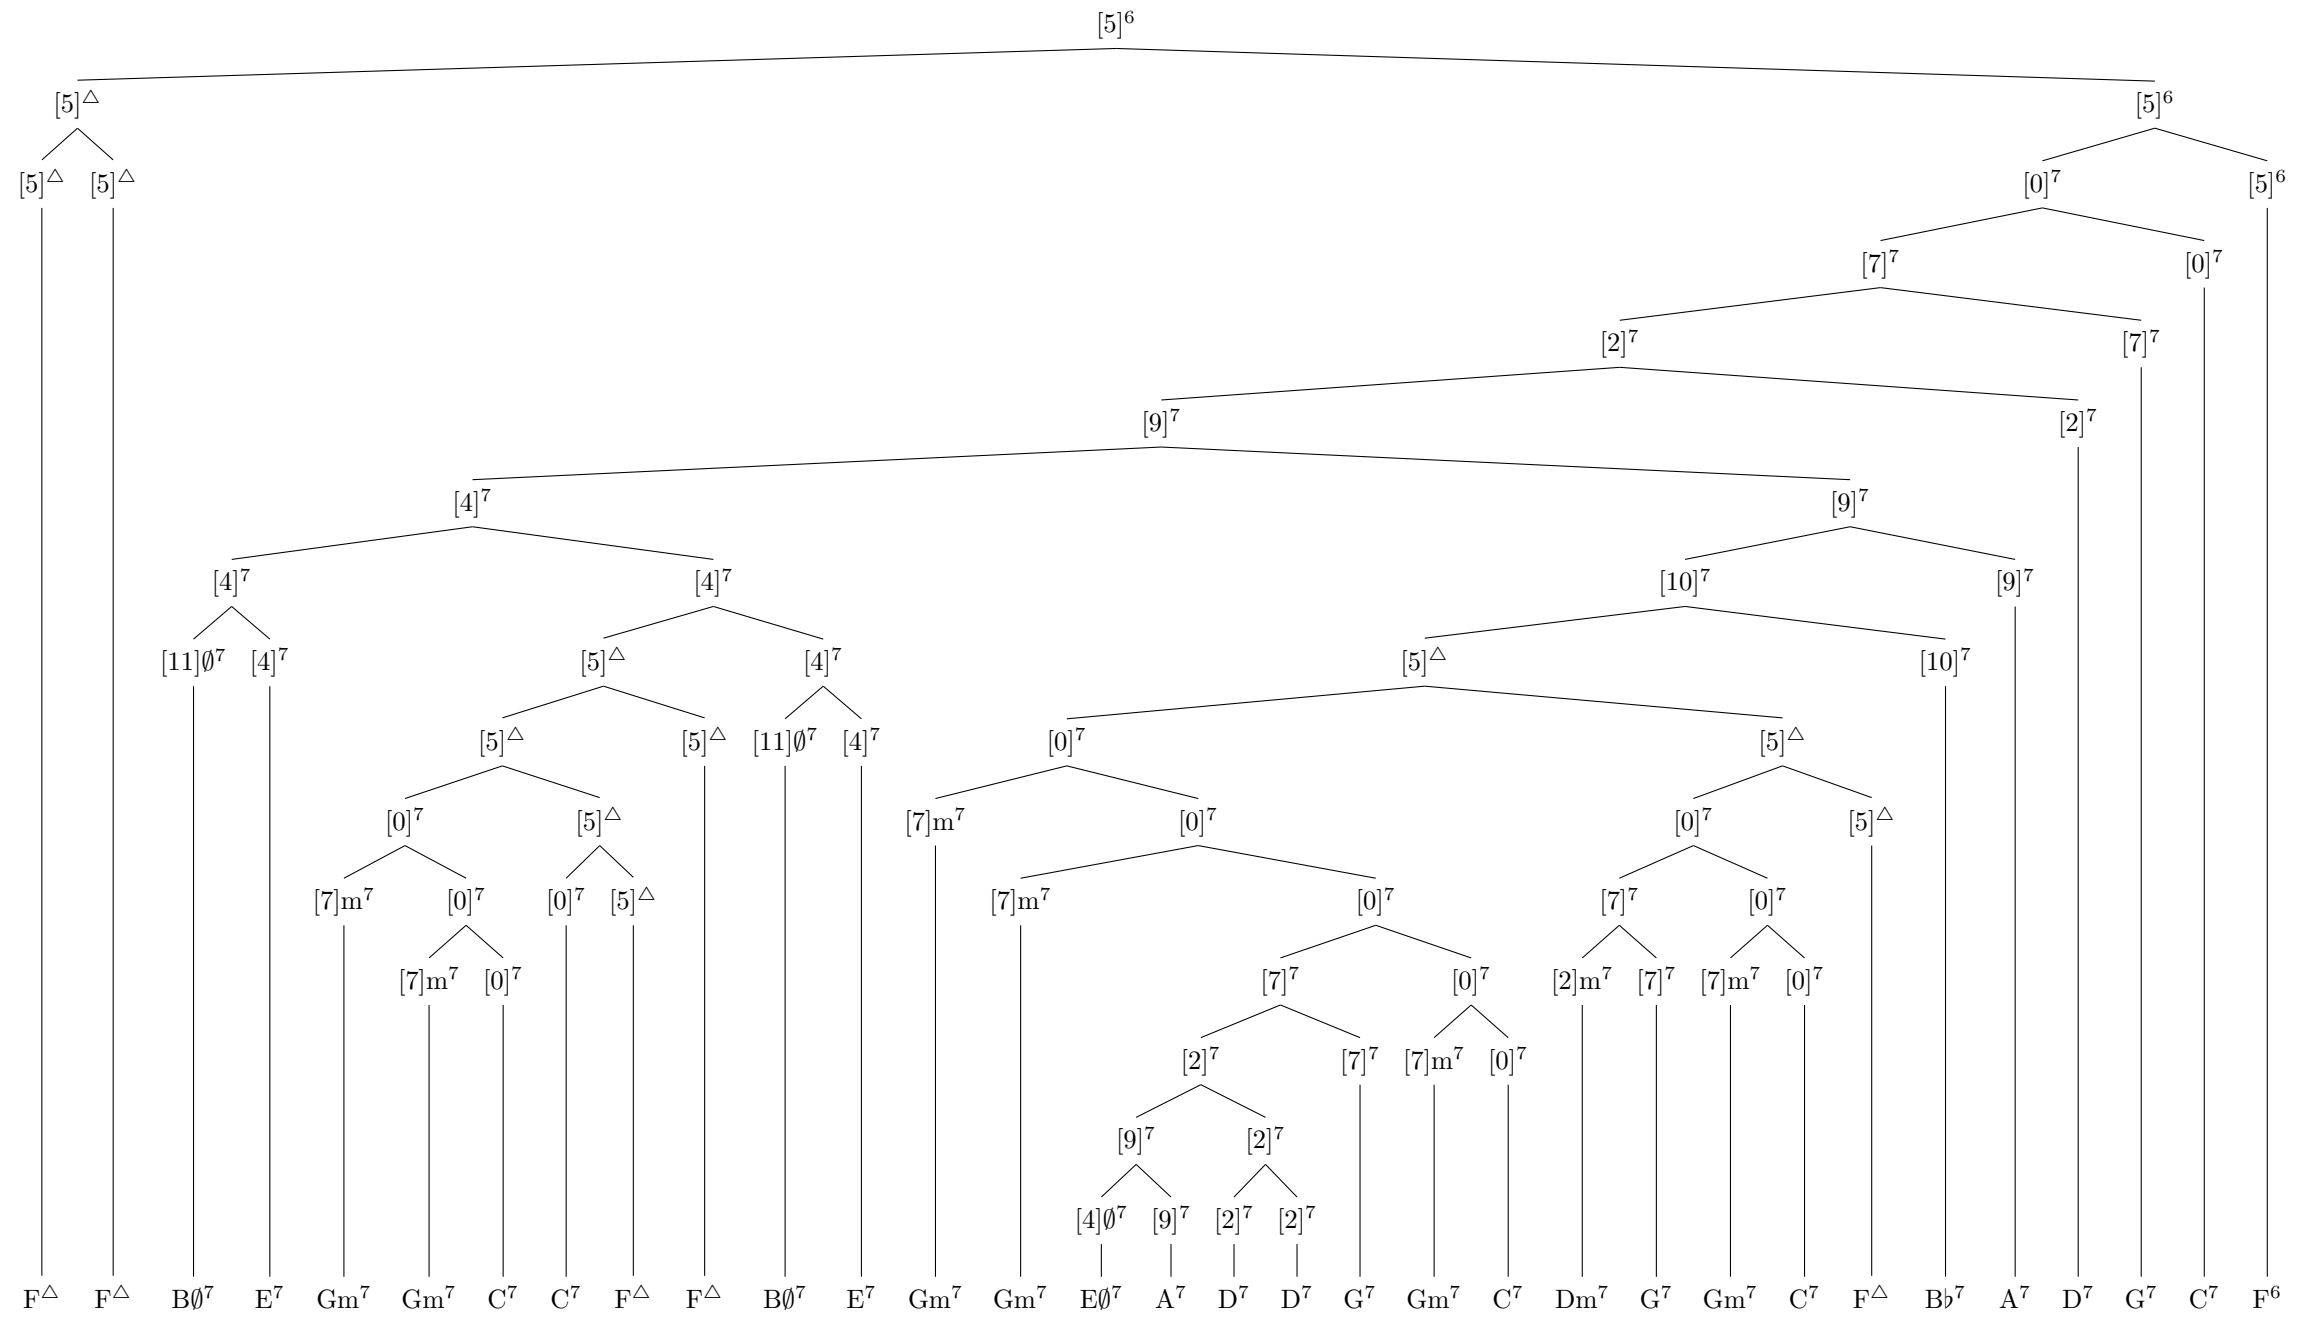 [5]⁶
[5]△ [5]⁶
[5]△ [5]△ [0]⁷ [5]⁶
[7]⁷ [0]⁷
[2]⁷ [7]⁷
[9]⁷ [2]⁷
[4]⁷ [9]⁷
[4]⁷ [4]⁷ [10]⁷ [9]⁷
[11]∅⁷ [4]⁷ [5]△ [4]⁷ [5]△ [10]⁷
[5]△ [5]△ [11]∅⁷ [4]⁷ [0]⁷ [5]△
[0]⁷ [5]△ [7]m⁷ [0]⁷ [0]⁷ [5]△
[7]m⁷ [0]⁷ [0]⁷ [5]△ [7]m⁷ [0]⁷ [7]⁷ [0]⁷
[7]m⁷ [0]⁷ [7]⁷ [0]⁷ [2]m⁷ [7]⁷ [7]m⁷ [0]⁷
[2]⁷ [7]⁷ [7]m⁷ [0]⁷
[9]⁷ [2]⁷
[4]∅⁷ [9]⁷ [2]⁷ [2]⁷
F△ F△ B∅⁷ E⁷ Gm⁷ Gm⁷ C⁷ C⁷ F△ F△ B∅⁷ E⁷ Gm⁷ Gm⁷ E∅⁷ A⁷ D⁷ D⁷ G⁷ Gm⁷ C⁷ Dm⁷ G⁷ Gm⁷ C⁷ F△ B♭⁷ A⁷ D⁷ G⁷ C⁷ F⁶